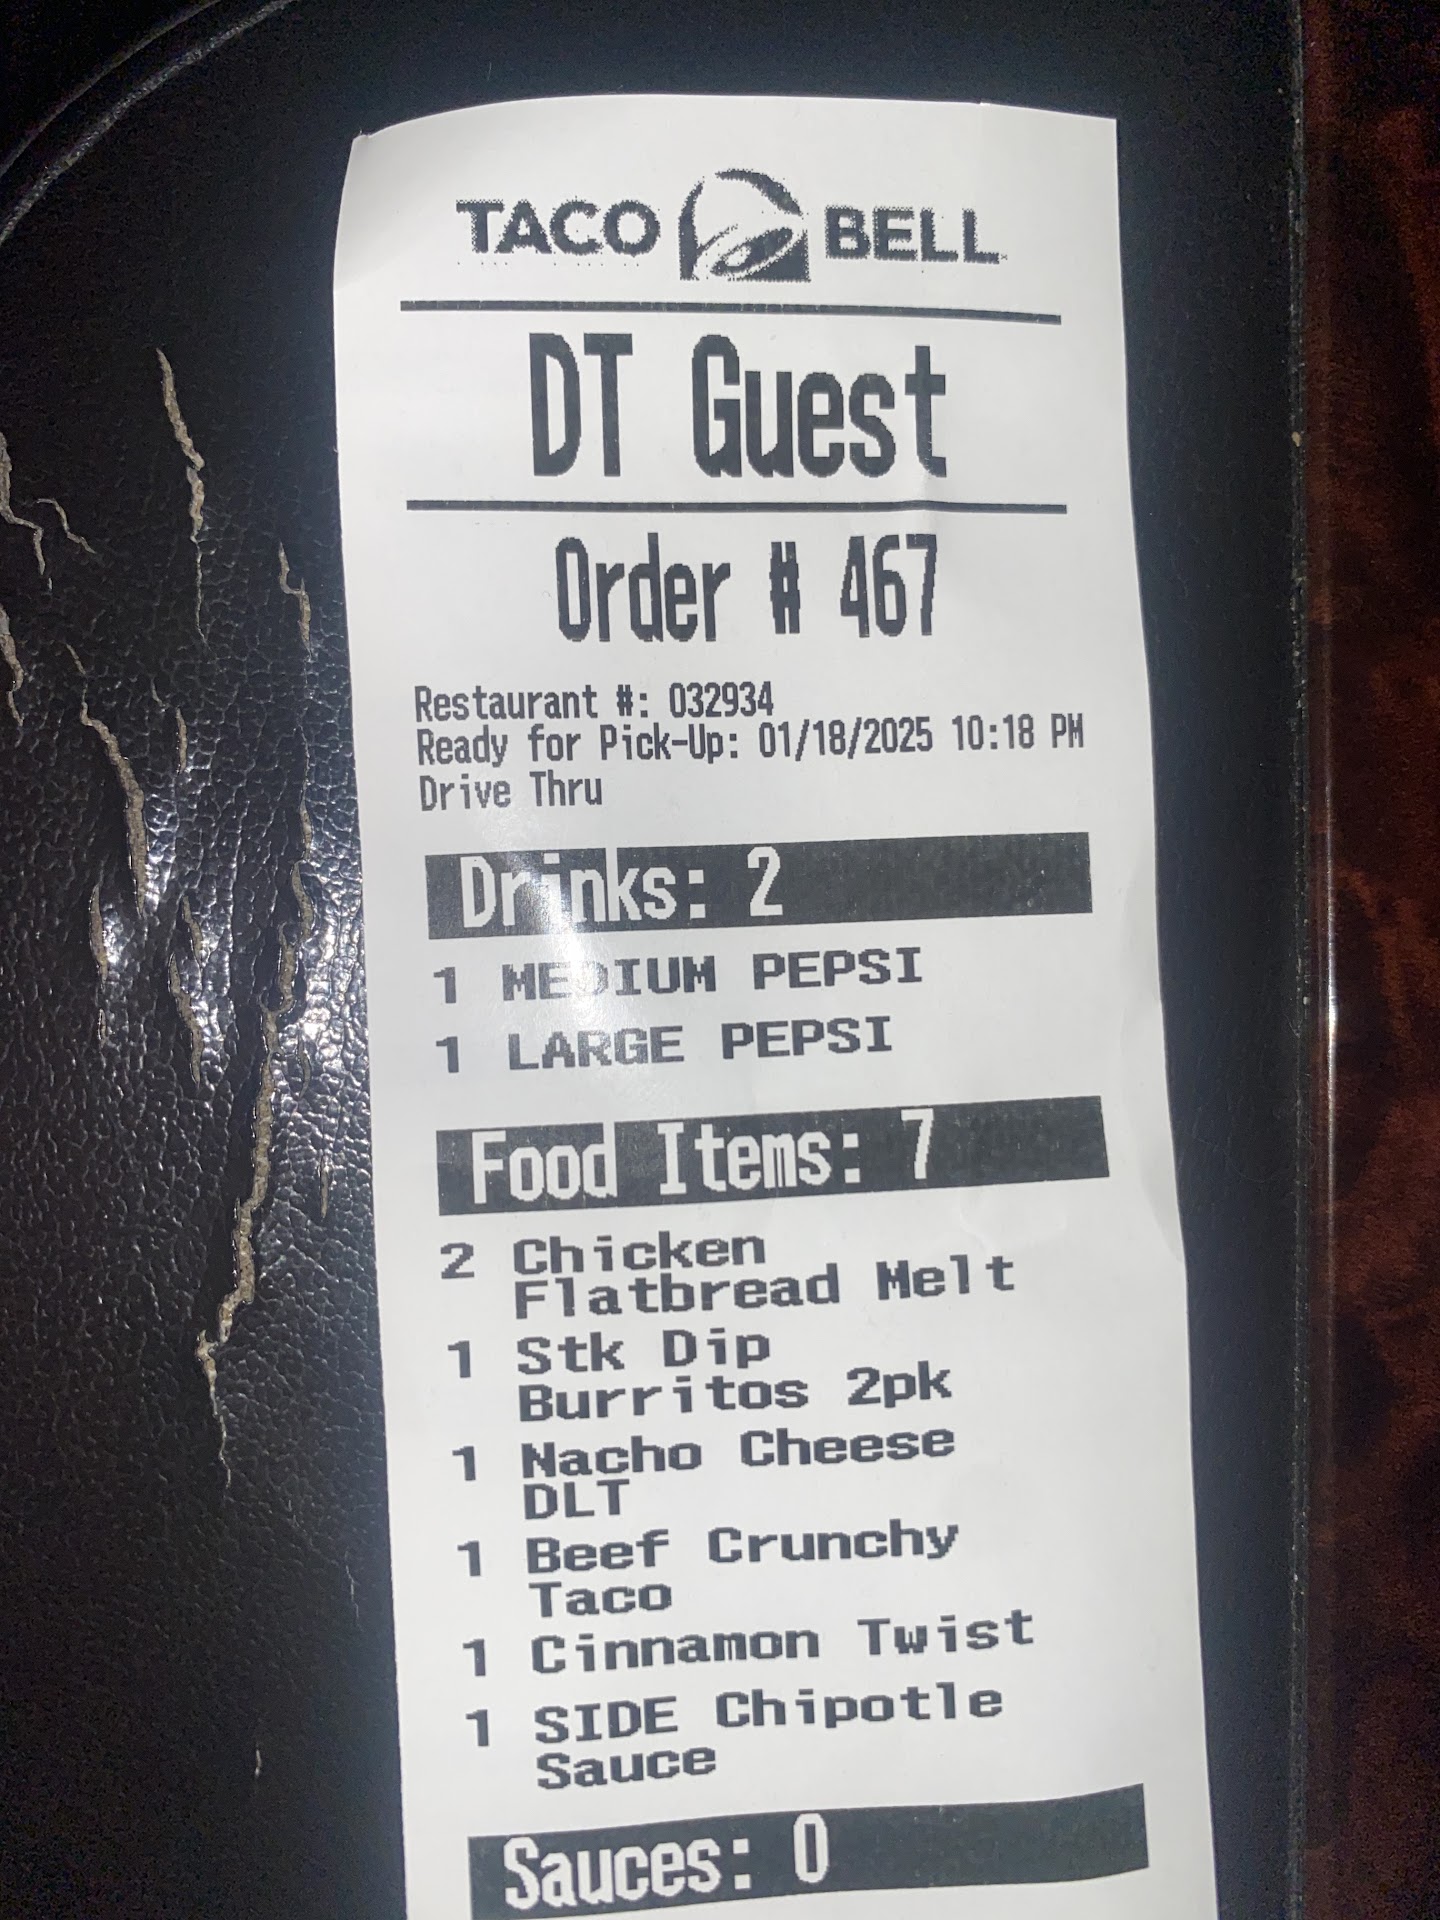 TACO BELL
DT Guest
Order # 467
Restaurant #: 032934
Ready for Pick-Up: 01/18/2025 10:18 PM
Drive Thru
Drinks: 2
1 MEDIUM PEPSI
1 LARGE PEPSI
Food Items: 7
2 Chicken
Flatbread Melt
1 Stk Dip
Burritos 2pk
1 Nacho Cheese
DLT
1 Beef Crunchy
Taco
1 Cinnamon Twist
1 SIDE Chipotle
Sauce
Sauces: 0